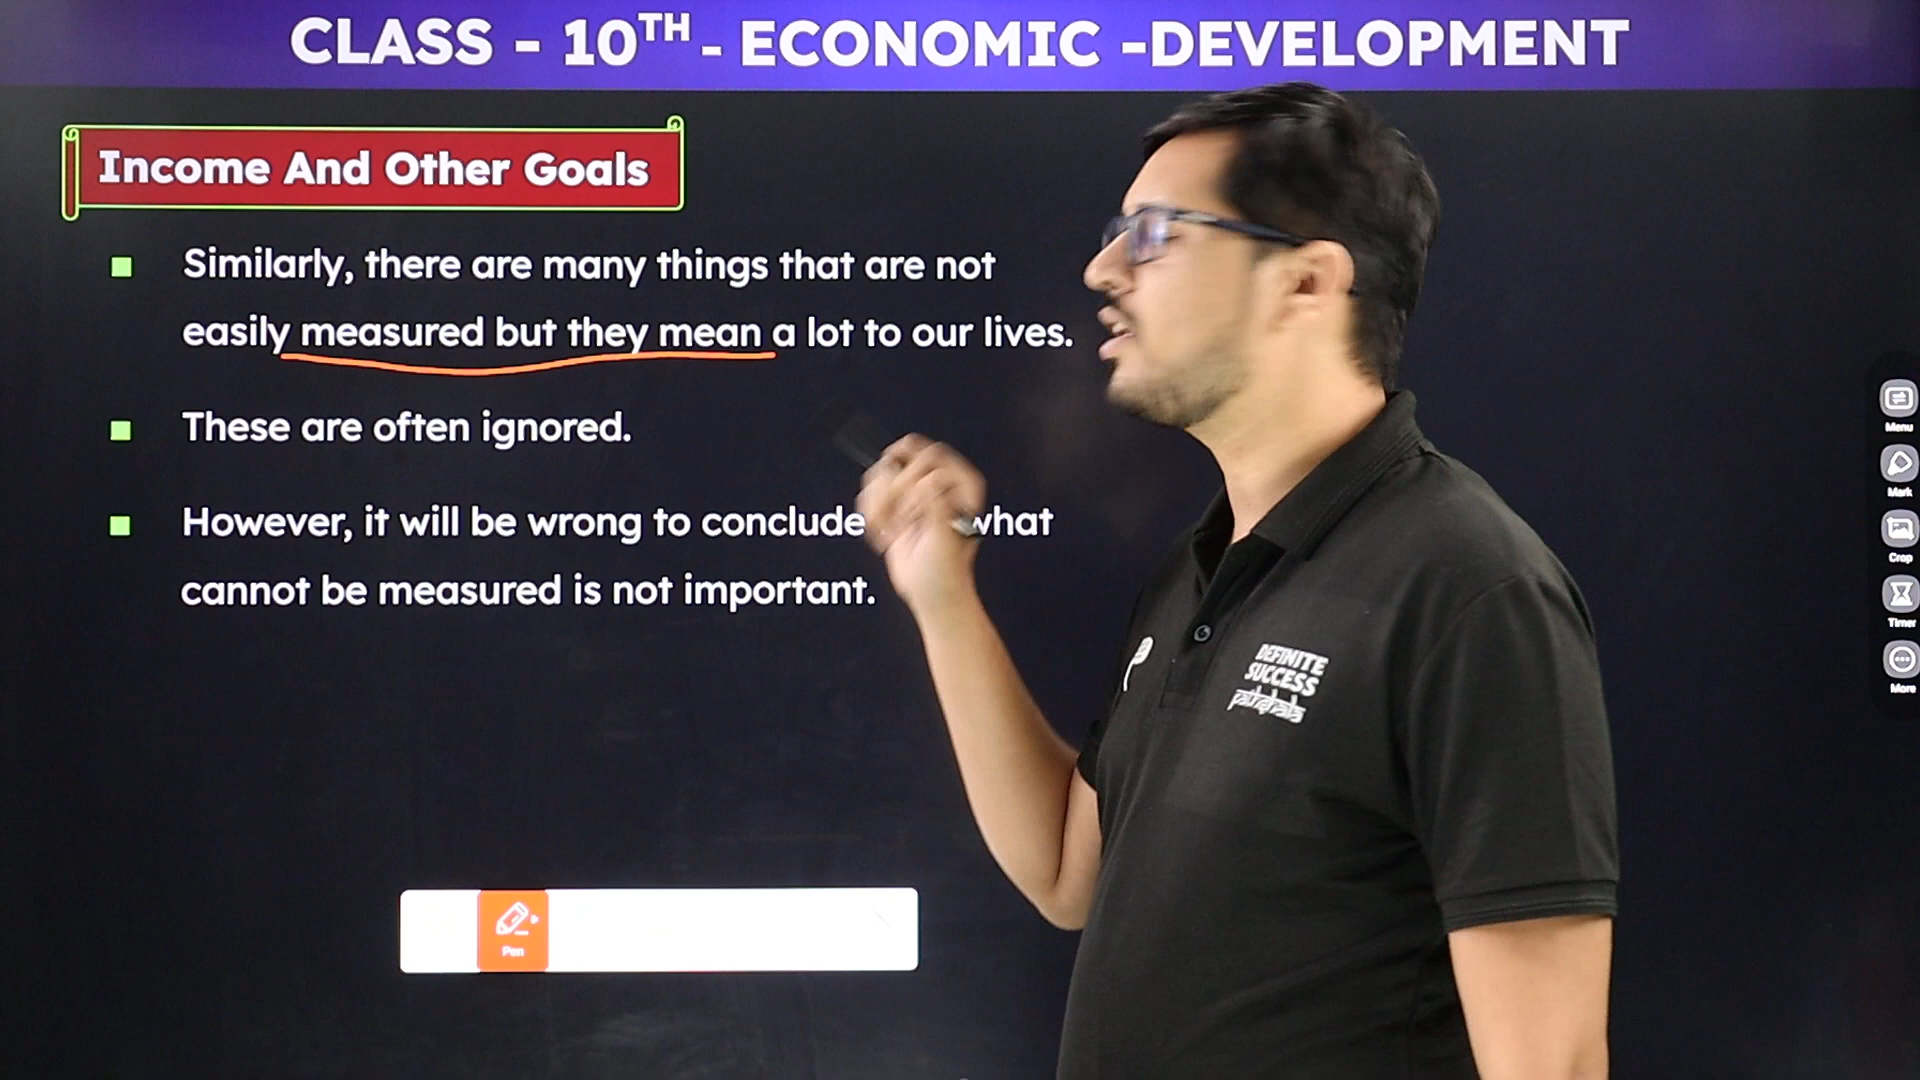 CLASS - 10TH - ECONOMIC -DEVELOPMENT
Income And Other Goals
Similarly, there are many things that are not
easily measured but they mean a lot to our lives.
These are often ignored.
However, it will be wrong to conclude what
cannot be measured is not important.
Menu
Mark
Crop
Timer
More
Pen
DEFINITE
SUCCESS
pathshala